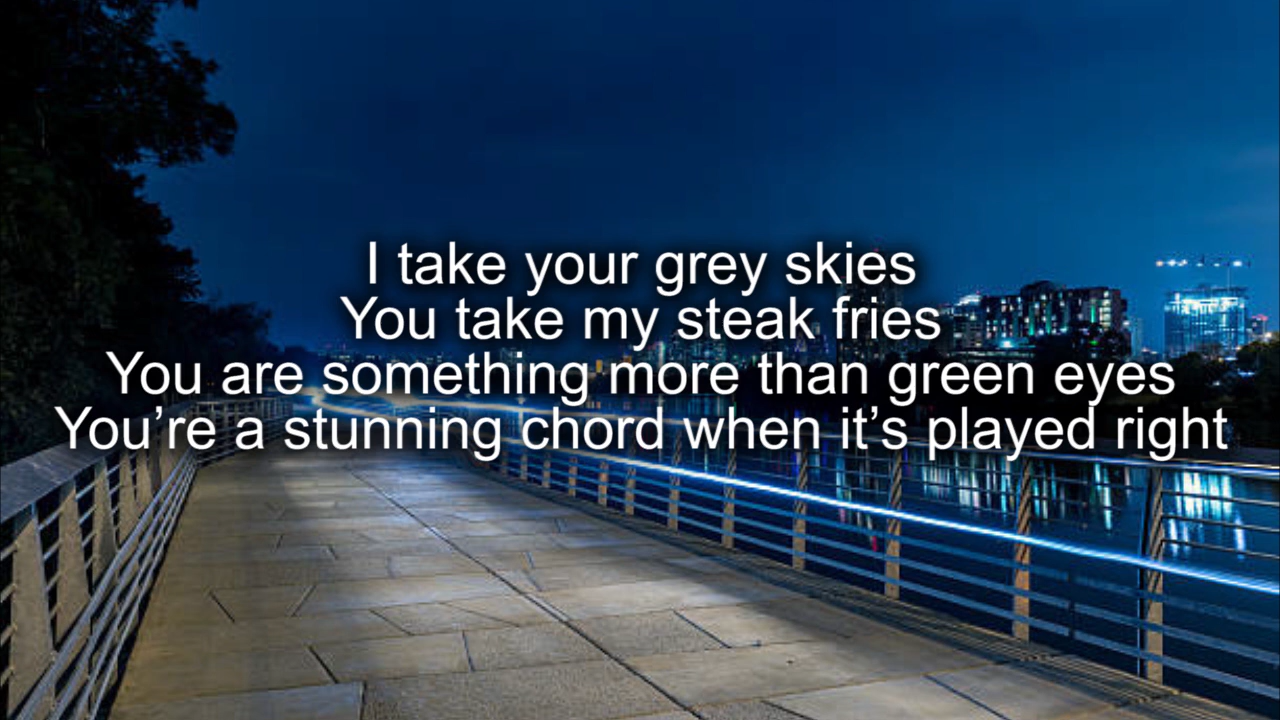 I take your grey skies
You take my steak fries
You are something more than green eyes
You’re a stunning chord when it’s played right